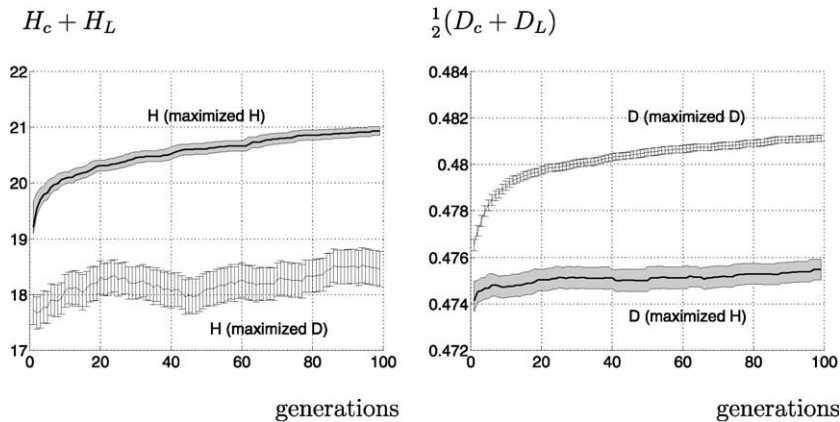 H_c + H_L
22
21
20
19
18
17
H (maximized H)
H (maximized D)
0 20 40 60 80 100
generations
½(D_c + D_L)
0.484
0.482
0.48
0.478
0.476
0.474
0.472
D (maximized D)
D (maximized H)
0 20 40 60 80 100
generations